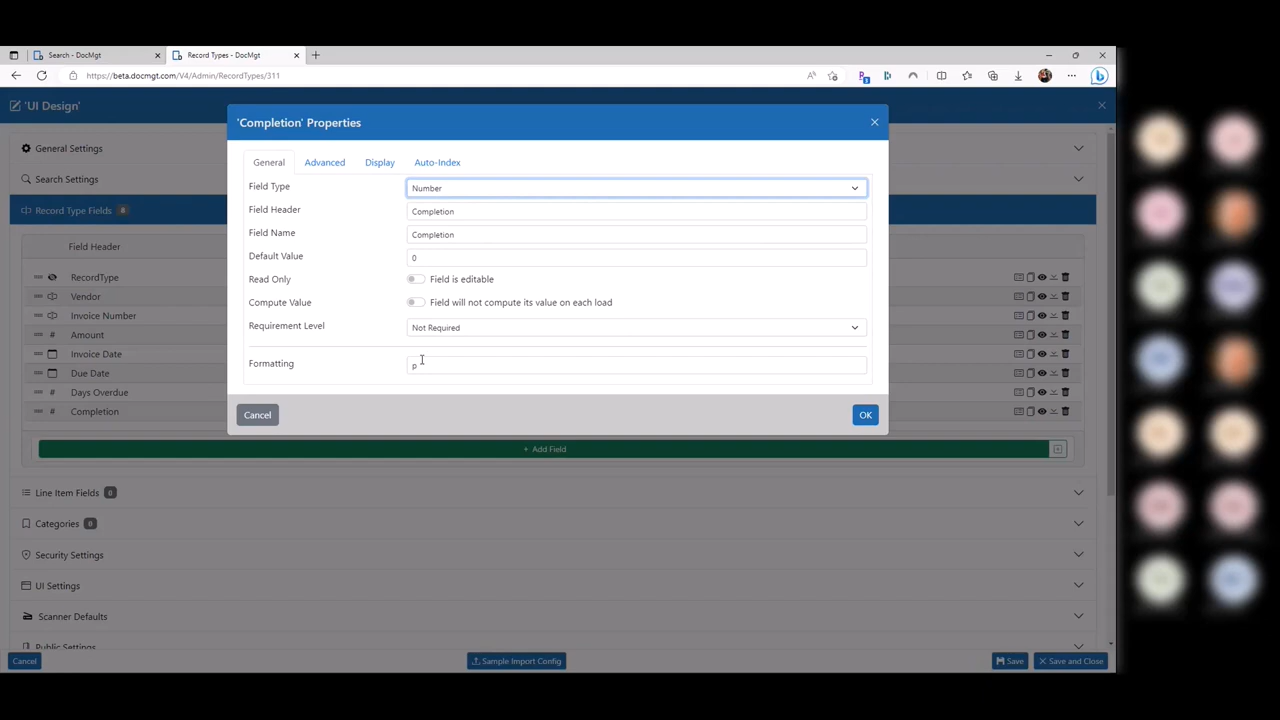 Search - DocMgt
Record Types - DocMgt
https://beta.docmgt.com/V4/Admin/RecordTypes/311
'UI Design'
General Settings
Search Settings
Record Type Fields 8
Field Header
RecordType
Vendor
Invoice Number
Amount
Invoice Date
Due Date
Days Overdue
Completion
+ Add Field
Line Item Fields 0
Categories 0
Security Settings
UI Settings
Scanner Defaults
Public Settings
Cancel
Sample Import Config
Save
Save and Close
'Completion' Properties
General
Advanced
Display
Auto-Index
Field Type
Number
Field Header
Completion
Field Name
Completion
Default Value
0
Read Only
Field is editable
Compute Value
Field will not compute its value on each load
Requirement Level
Not Required
Formatting
p
Cancel
OK